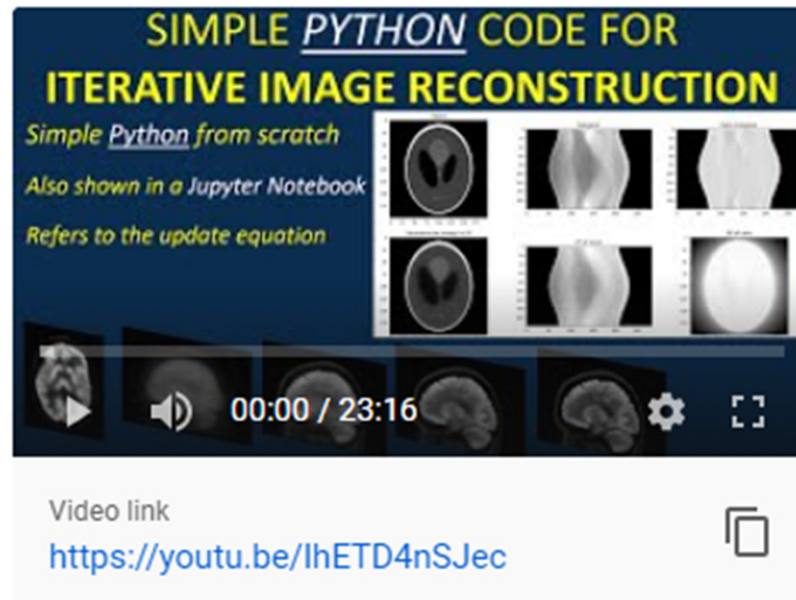 SIMPLE PYTHON CODE FOR
ITERATIVE IMAGE RECONSTRUCTION
Simple Python from scratch
Also shown in a Jupyter Notebook
Refers to the update equation
00:00 / 23:16
Video link
https://youtu.be/IhETD4nSJec